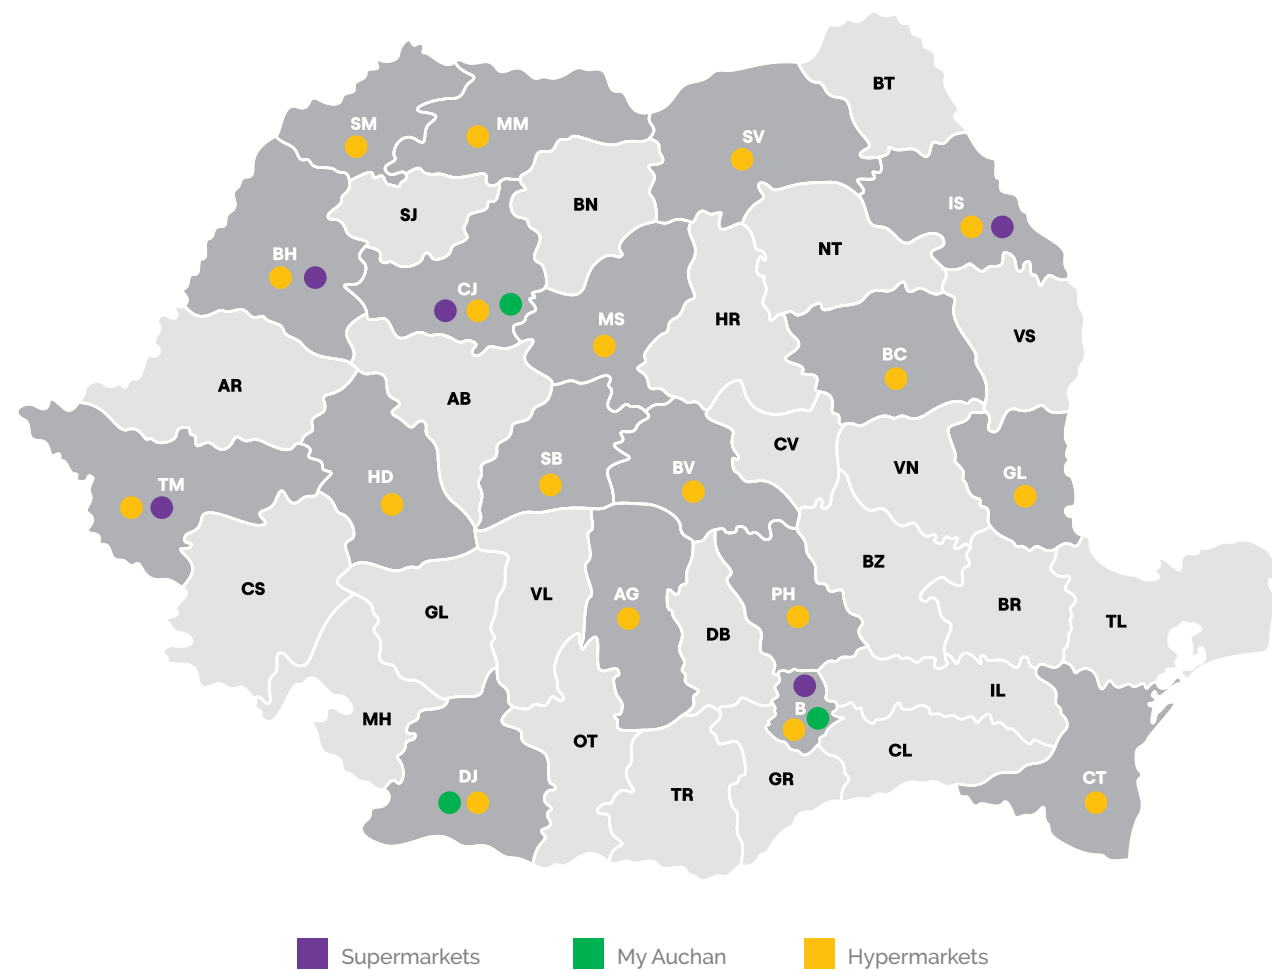 BT
SM
MM
SV
IS
BN
SJ
NT
BH
CJ
MS
HR
VS
BC
AR
AB
CV
SB
BV
VN
GL
HD
TM
BZ
CS
VL
AG
PH
BR
GL
DB
TL
IL
B
MH
OT
CL
DJ
GR
CT
TR
Supermarkets
My Auchan
Hypermarkets